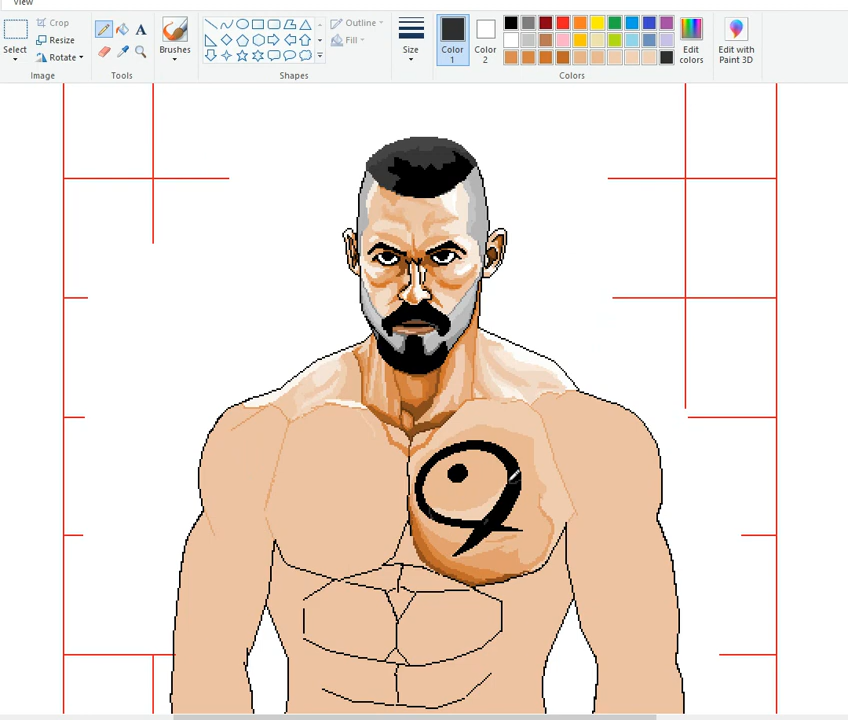 View
Crop
Resize
Rotate
Select
Image
A
Tools
Brushes
Shapes
Outline
Fill
Size
Color
1
Color
2
Edit
colors
Colors
Edit with
Paint 3D